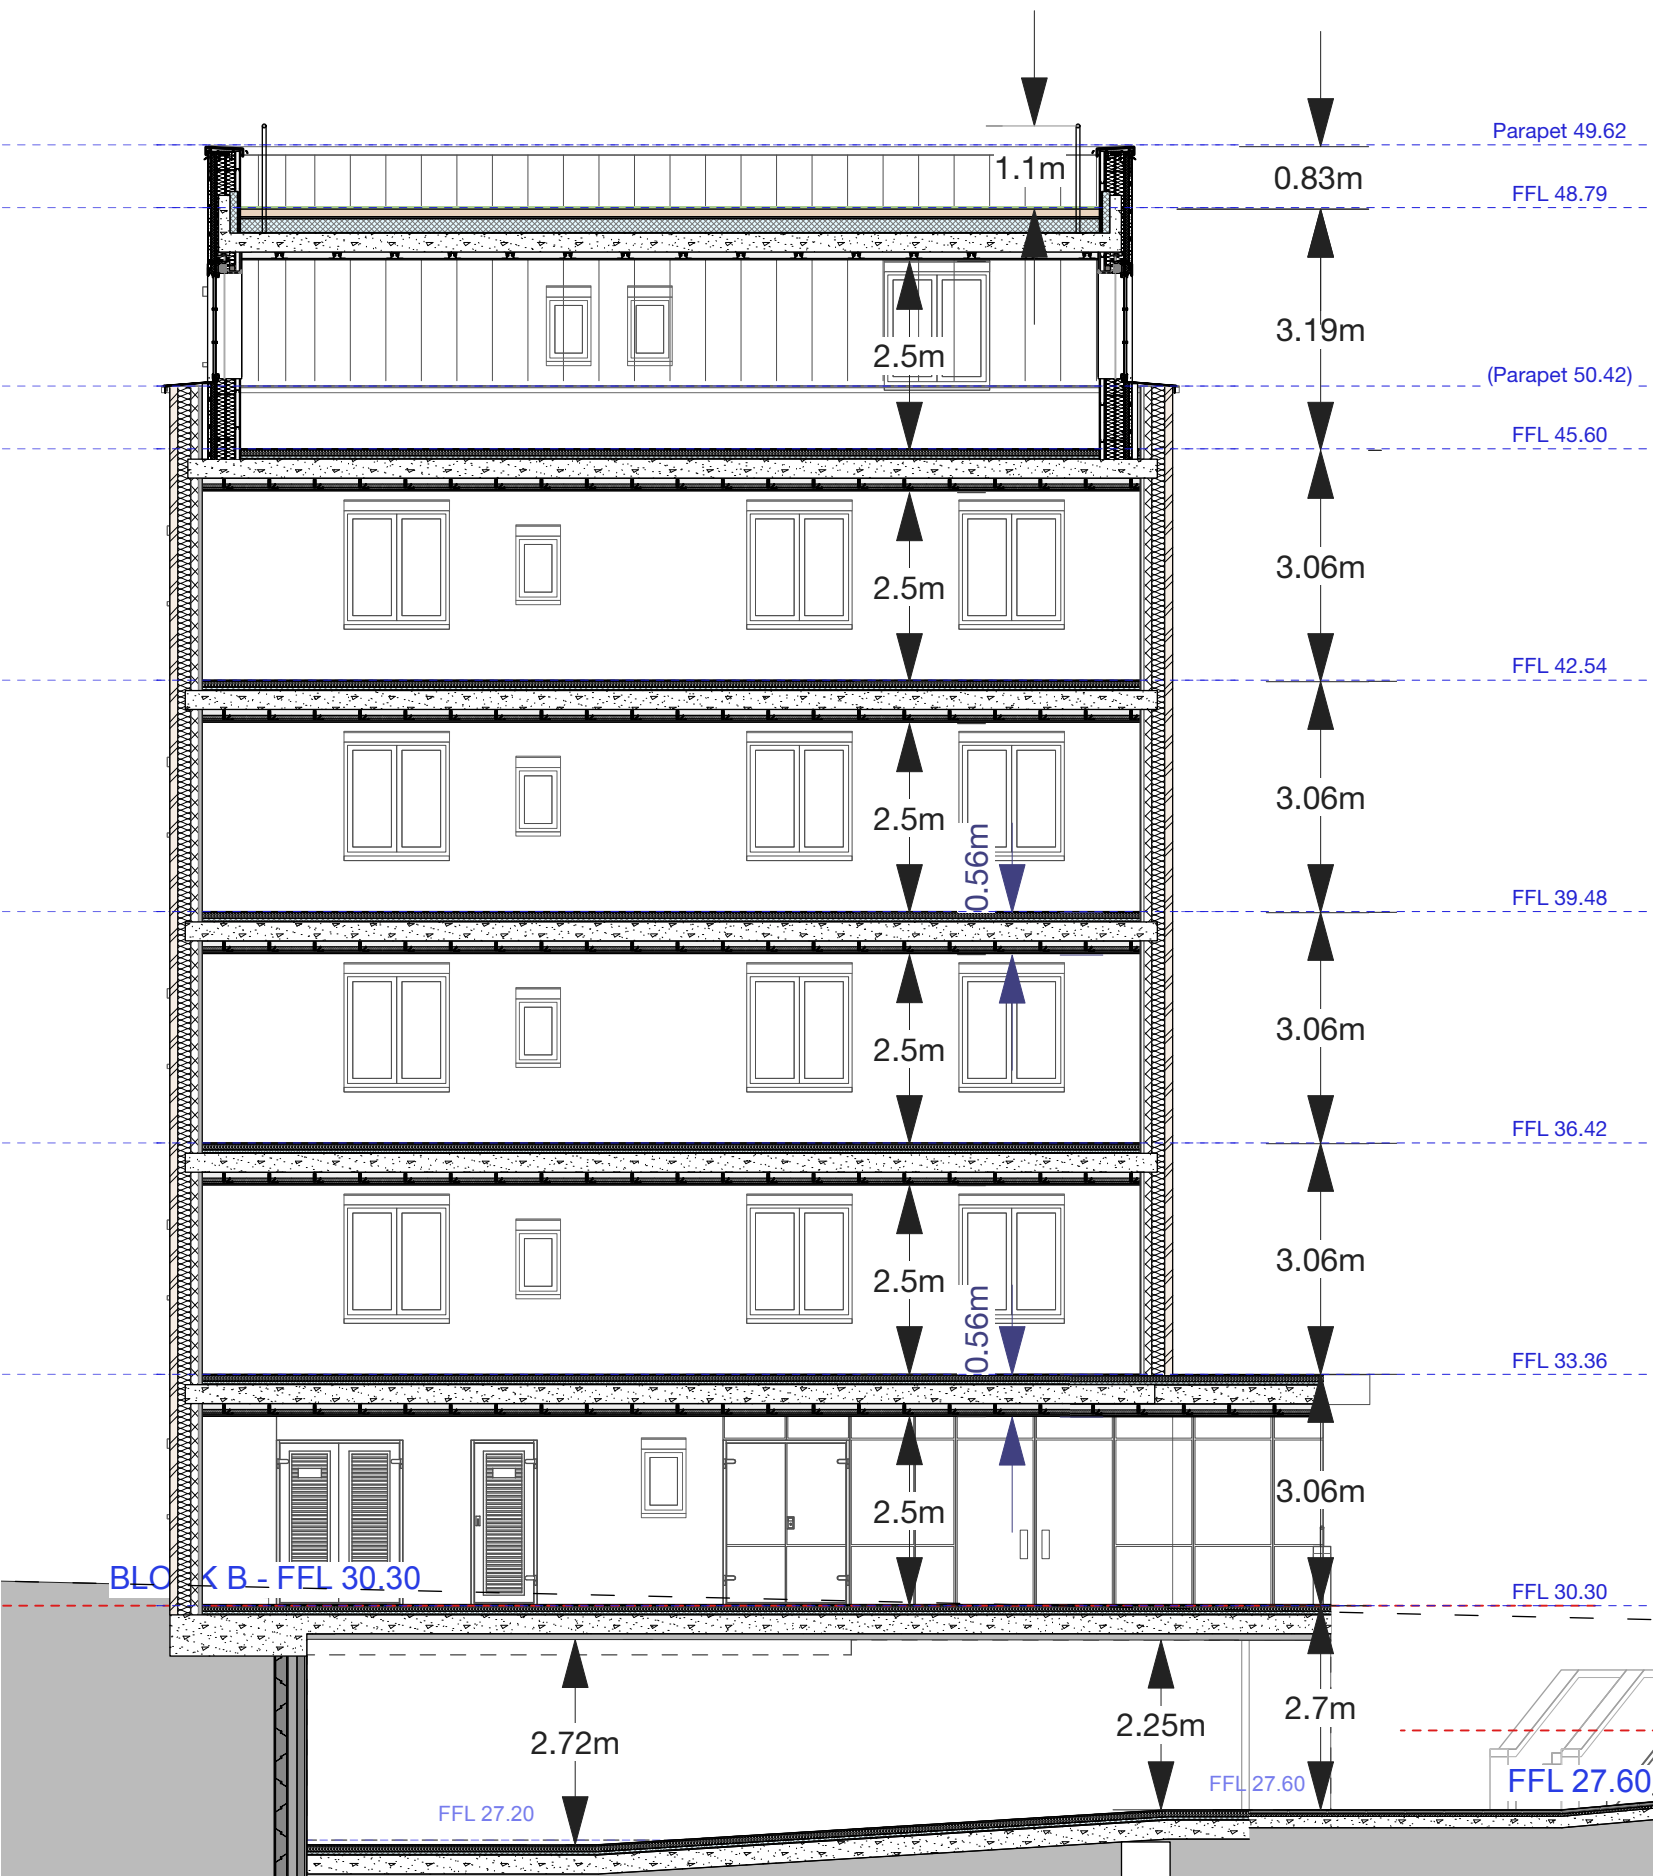 Parapet 49.62
1.1m
0.83m
FFL 48.79
3.19m
2.5m
(Parapet 50.42)
FFL 45.60
3.06m
2.5m
FFL 42.54
3.06m
2.5m
0.56m
FFL 39.48
3.06m
2.5m
FFL 36.42
3.06m
2.5m
0.56m
FFL 33.36
3.06m
2.5m
BLOCK B - FFL 30.30
FFL 30.30
2.7m
2.25m
2.72m
FFL 27.60
FFL 27.60
FFL 27.20